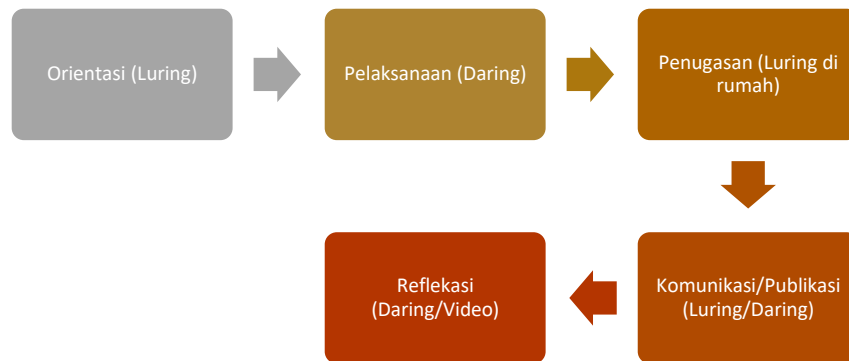 Orientasi (Luring)
Pelaksanaan (Daring)
Penugasan (Luring di
rumah)
Komunikasi/Publikasi
(Luring/Daring)
Reflekasi
(Daring/Video)